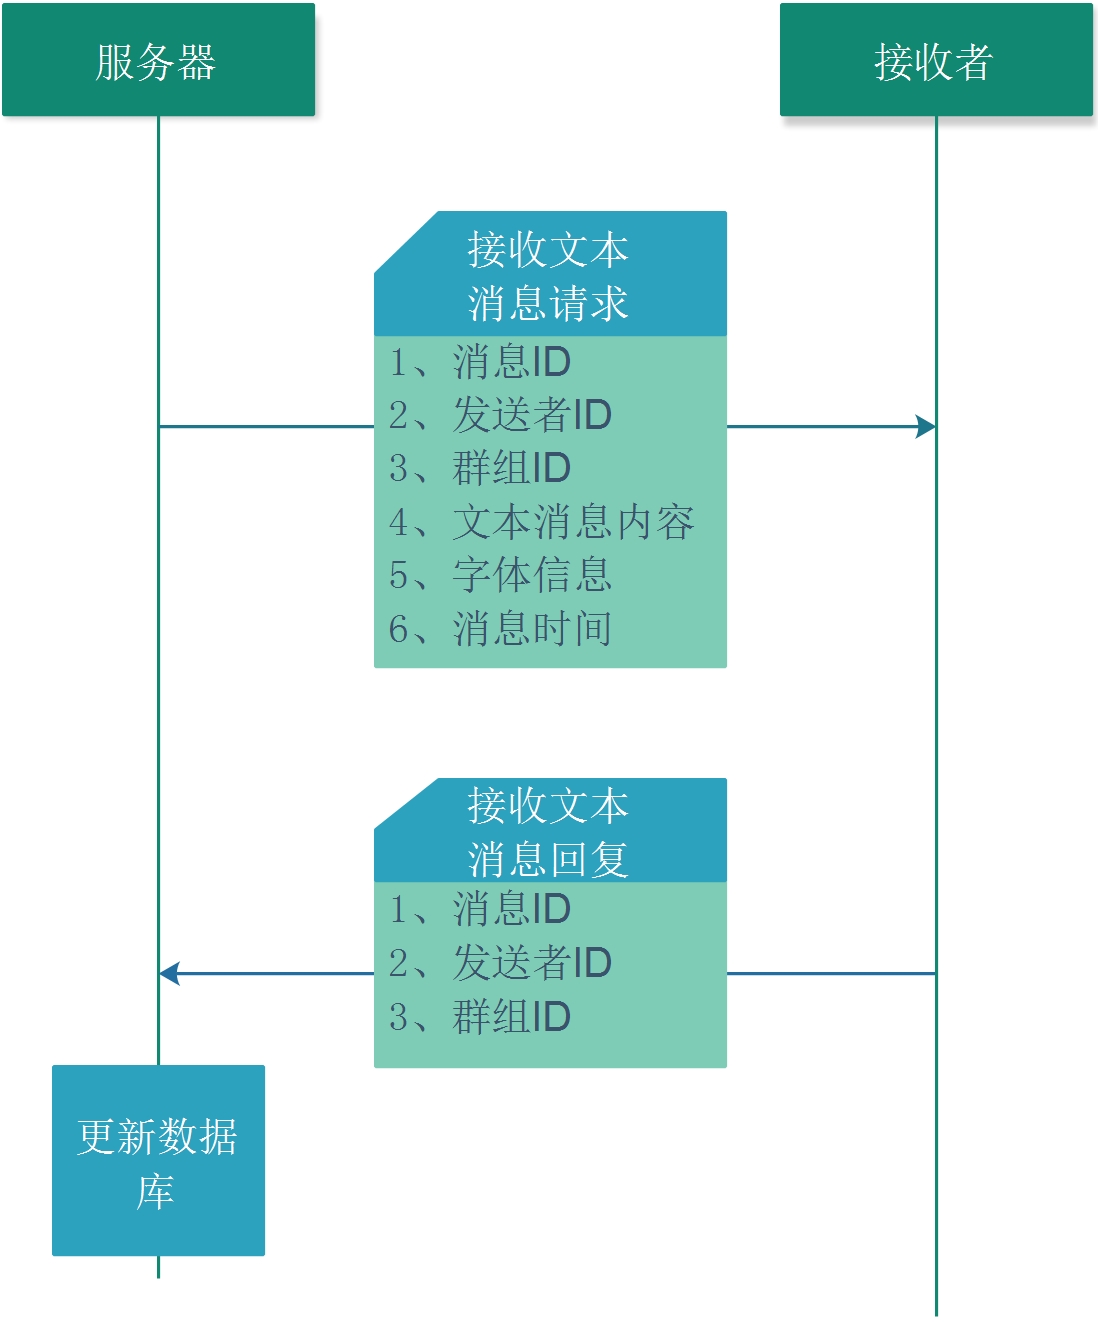 服务器
接收者
接收文本
消息请求
1、消息ID
2、发送者ID
3、群组ID
4、文本消息内容
5、字体信息
6、消息时间
接收文本
消息回复
1、消息ID
2、发送者ID
3、群组ID
更新数据
库